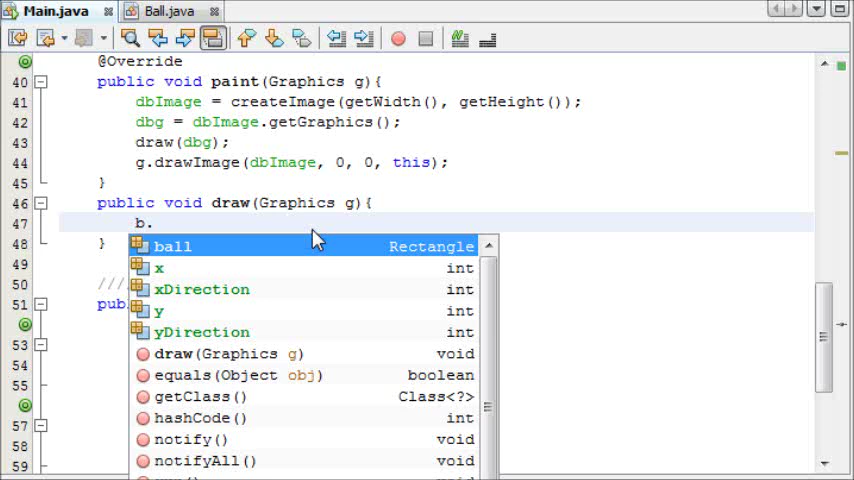 Main.java Ball.java
@Override
40 public void paint(Graphics g){
41 dbImage = createImage(getWidth(), getHeight());
42 dbg = dbImage.getGraphics();
43 draw(dbg);
44 g.drawImage(dbImage, 0, 0, this);
45 }
46 public void draw(Graphics g){
47 b.
48 }
ball Rectangle
49
x int
50 ///
xDirection int
51 pub
y int
yDirection int
53
draw(Graphics g) void
54
equals(Object obj) boolean
55
getClass() Class<?>
hashCode() int
57
notify() void
58
notifyAll() void
59